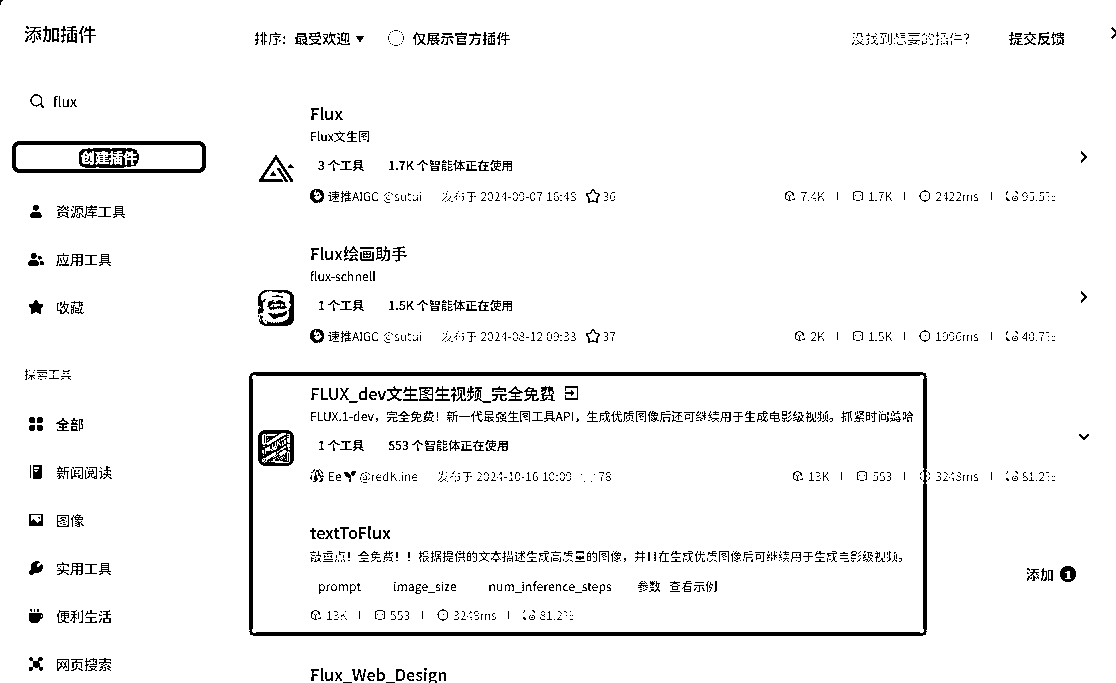 添加插件
排序: 最受欢迎 仅展示官方插件 没找到想要的插件? 提交反馈
flux
创建插件
资源库工具
应用工具
收藏
探索工具
全部
新闻阅读
图像
实用工具
便利生活
网页搜索
Flux
Flux文生图
3 个工具 1.7K 个智能体正在使用
速推AIGC @sutui 发布于 2024-09-07 16:48 36 7.4K 1.7K 2422ms
Flux绘画助手
flux-schnell
1 个工具 1.5K 个智能体正在使用
速推AIGC @sutui 发布于 2024-08-12 09:33 37 2K 1.5K 1996ms
FLUX_dev文生图生视频_完全免费
FLUX.1-dev，完全免费！新一代最强生图工具API，生成优质图像后还可继续用于生成电影级视频。抓紧时间薅哈
1 个工具 553 个智能体正在使用
Ee @redkine 发布于 2024-10-16 10:09 78 13K 553 3248ms 81.2%
textToFlux
敲重点！全免费！！根据提供的文本描述生成高质量的图像，并且在生成优质图像后可继续用于生成电影级视频。
prompt image_size num_inference_steps 参数 查看示例
添加 1
13K 553 3248ms 81.2%
Flux_Web_Design